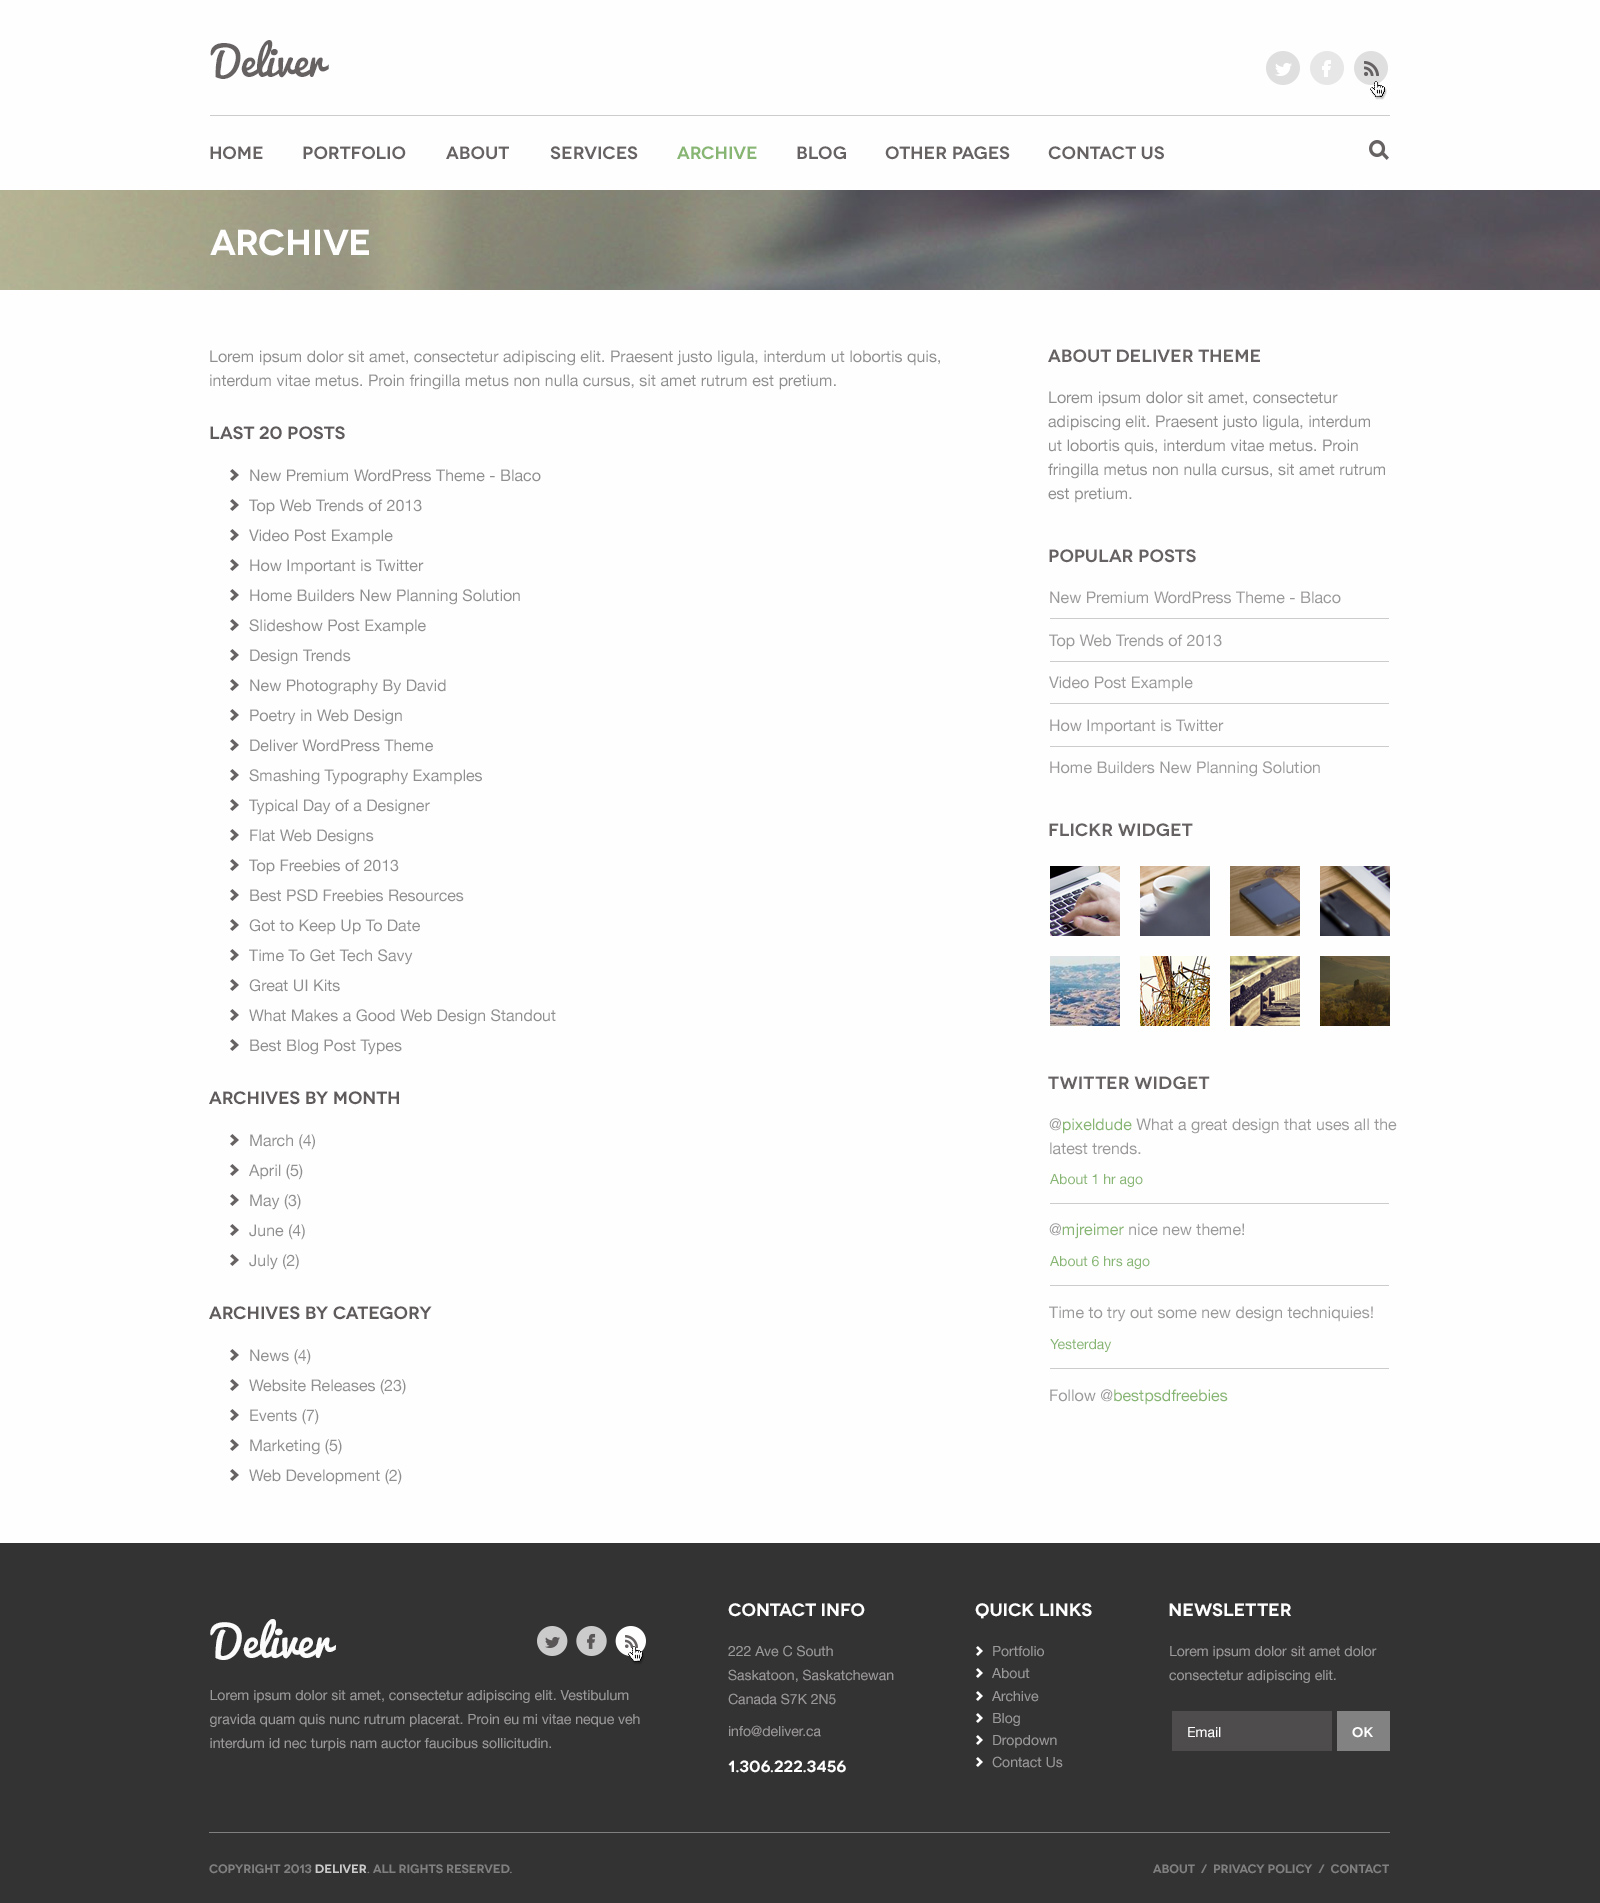 Deliver
HOME
PORTFOLIO
ABOUT
SERVICES
ARCHIVE
BLOG
OTHER PAGES
CONTACT US
ARCHIVE
Lorem ipsum dolor sit amet, consectetur adipiscing elit. Praesent justo ligula, interdum ut lobortis quis,
interdum vitae metus. Proin fringilla metus non nulla cursus, sit amet rutrum est pretium.
LAST 20 POSTS
New Premium WordPress Theme - Blaco
Top Web Trends of 2013
Video Post Example
How Important is Twitter
Home Builders New Planning Solution
Slideshow Post Example
Design Trends
New Photography By David
Poetry in Web Design
Deliver WordPress Theme
Smashing Typography Examples
Typical Day of a Designer
Flat Web Designs
Top Freebies of 2013
Best PSD Freebies Resources
Got to Keep Up To Date
Time To Get Tech Savy
Great UI Kits
What Makes a Good Web Design Standout
Best Blog Post Types
ARCHIVES BY MONTH
March (4)
April (5)
May (3)
June (4)
July (2)
ARCHIVES BY CATEGORY
News (4)
Website Releases (23)
Events (7)
Marketing (5)
Web Development (2)
ABOUT DELIVER THEME
Lorem ipsum dolor sit amet, consectetur
adipiscing elit. Praesent justo ligula, interdum
ut lobortis quis, interdum vitae metus. Proin
fringilla metus non nulla cursus, sit amet rutrum
est pretium.
POPULAR POSTS
New Premium WordPress Theme - Blaco
Top Web Trends of 2013
Video Post Example
How Important is Twitter
Home Builders New Planning Solution
FLICKR WIDGET
TWITTER WIDGET
@pixeldude What a great design that uses all the
latest trends.
About 1 hr ago
@mjreimer nice new theme!
About 6 hrs ago
Time to try out some new design techniquies!
Yesterday
Follow @bestpsdfreebies
Deliver
Lorem ipsum dolor sit amet, consectetur adipiscing elit. Vestibulum
gravida quam quis nunc rutrum placerat. Proin eu mi vitae neque veh
interdum id nec turpis nam auctor faucibus sollicitudin.
CONTACT INFO
222 Ave C South
Saskatoon, Saskatchewan
Canada S7K 2N5
info@deliver.ca
1.306.222.3456
QUICK LINKS
Portfolio
About
Archive
Blog
Dropdown
Contact Us
NEWSLETTER
Lorem ipsum dolor sit amet dolor
consectetur adipiscing elit.
Email
OK
COPYRIGHT 2013 DELIVER. ALL RIGHTS RESERVED.
ABOUT / PRIVACY POLICY / CONTACT